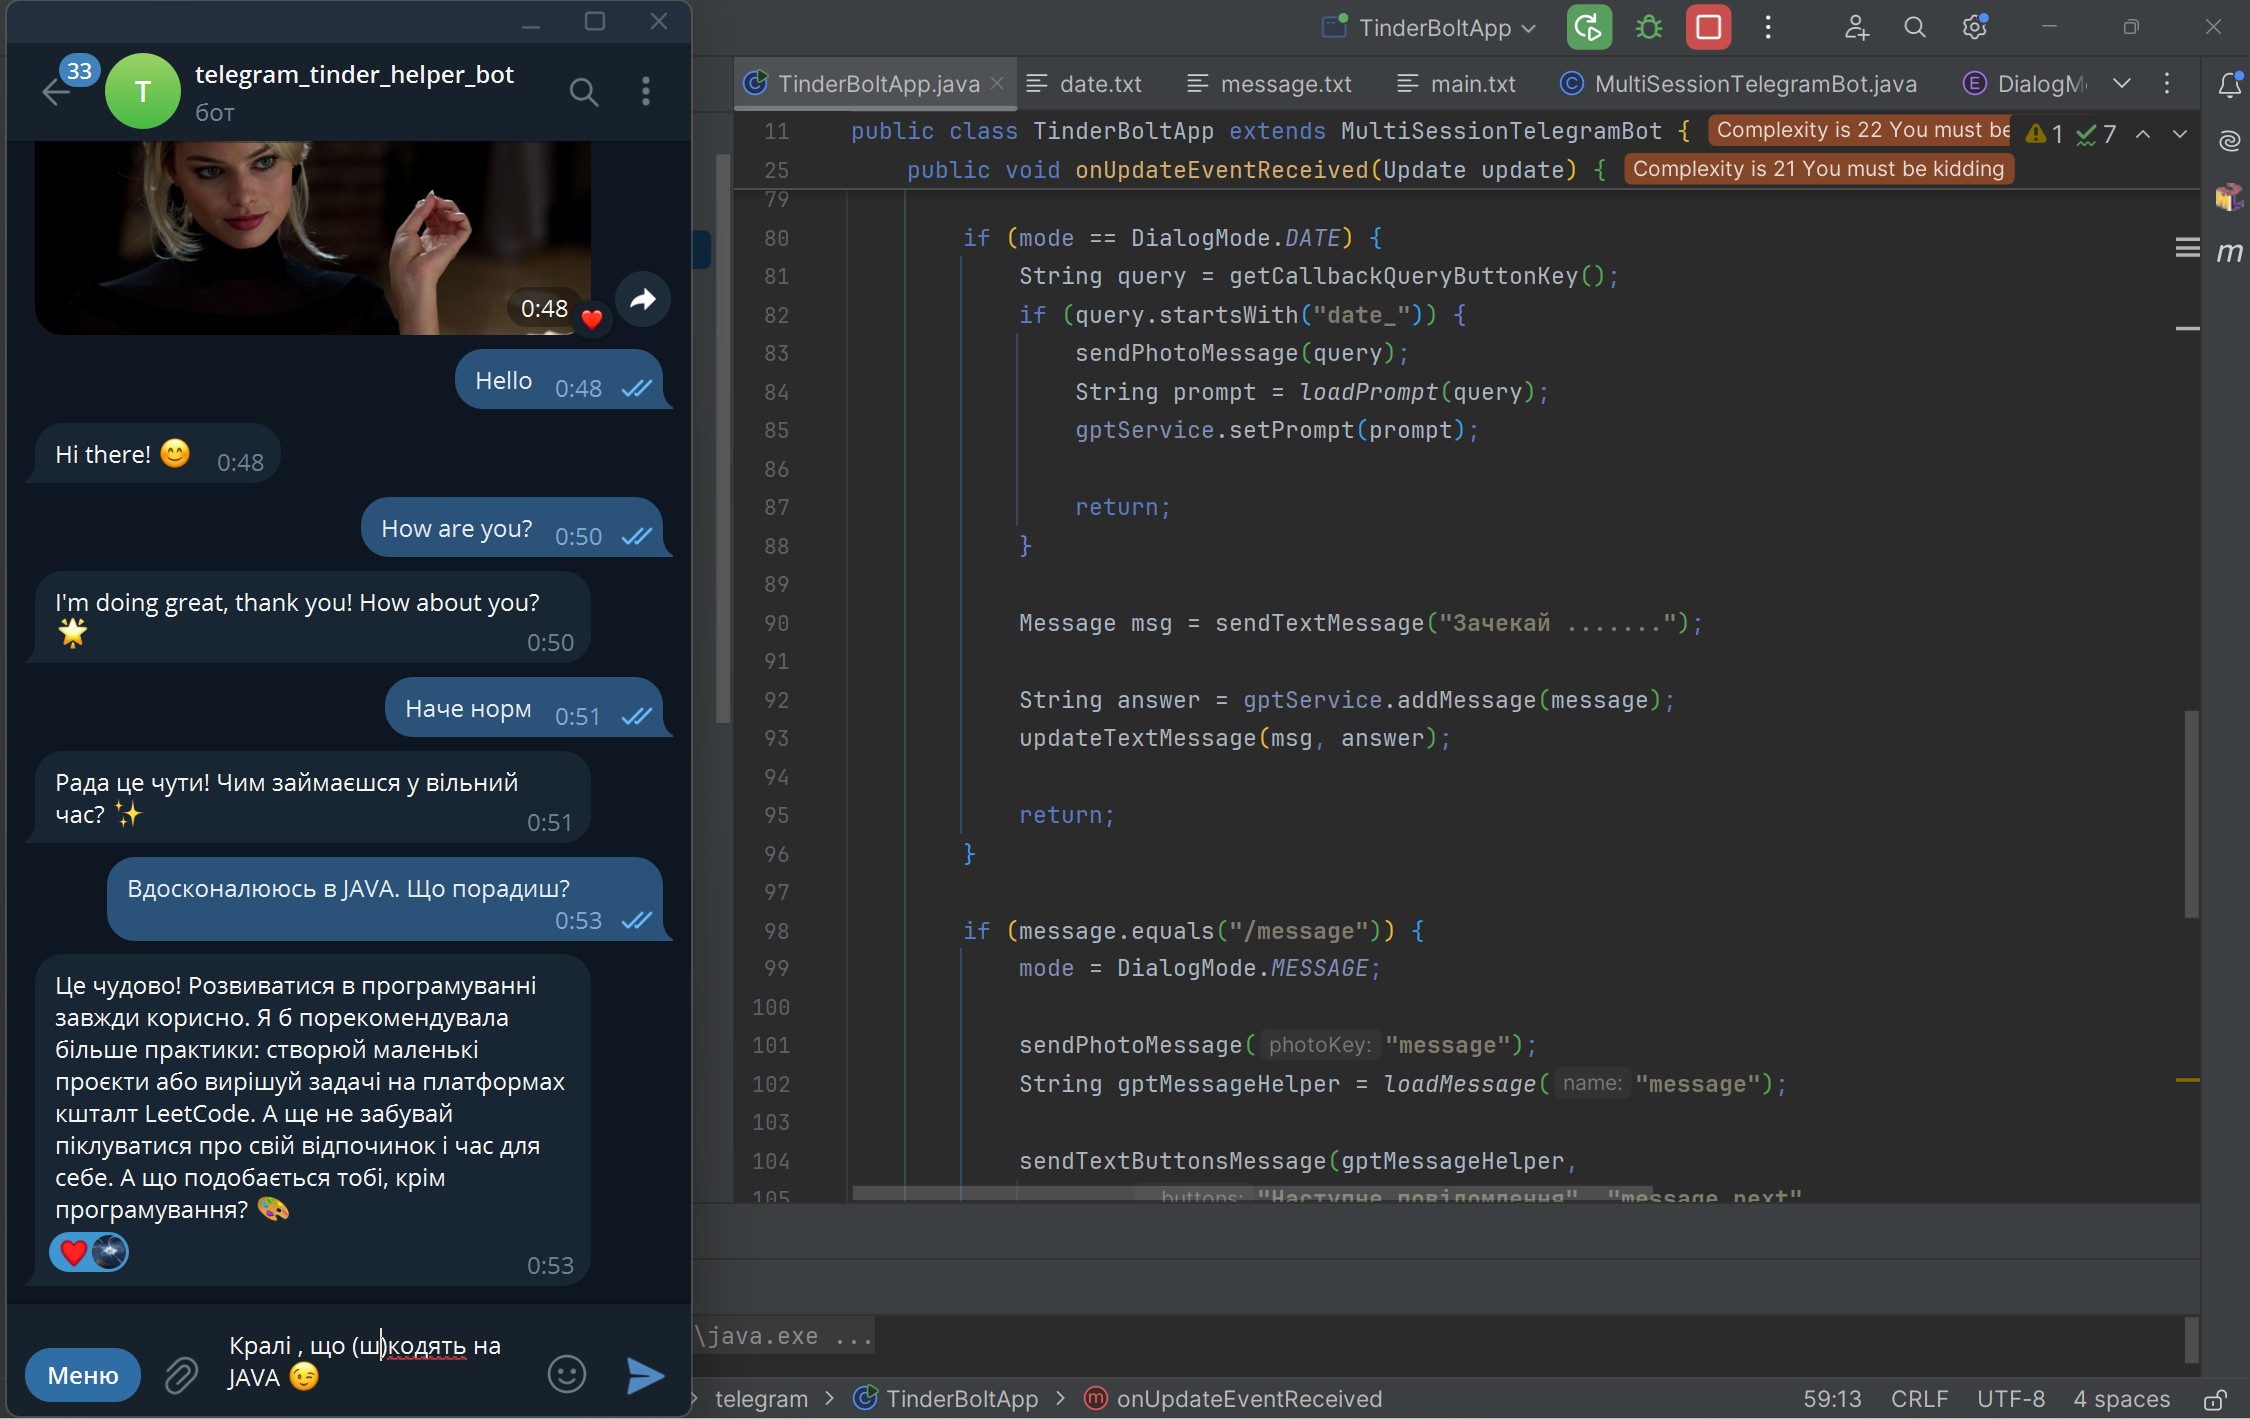 33
T
telegram_tinder_helper_bot
бот
0:48
Hello 0:48
Hi there! 😊 0:48
How are you? 0:50
I'm doing great, thank you! How about you?
🌟 0:50
Наче норм 0:51
Рада це чути! Чим займаєшся у вільний
час? ✨ 0:51
Вдосконалююсь в JAVA. Що порадиш?
0:53
Це чудово! Розвиватися в програмуванні
завжди корисно. Я б порекомендувала
більше практики: створюй маленькі
проєкти або вирішуй задачі на платформах
кшталт LeetCode. А ще не забувай
піклуватися про свій відпочинок і час для
себе. А що подобається тобі, крім
програмування? 🎨
0:53
Меню
Кралі , що (ш)кодять на
JAVA 😉
TinderBoltApp
TinderBoltApp.java date.txt message.txt main.txt MultiSessionTelegramBot.java DialogM
11 public class TinderBoltApp extends MultiSessionTelegramBot { Complexity is 22 You must be 1 7
25 public void onUpdateEventReceived(Update update) { Complexity is 21 You must be kidding
79
80 if (mode == DialogMode.DATE) {
81 String query = getCallbackQueryButtonKey();
82 if (query.startsWith("date_")) {
83 sendPhotoMessage(query);
84 String prompt = loadPrompt(query);
85 gptService.setPrompt(prompt);
86
87 return;
88 }
89
90 Message msg = sendTextMessage("Зачекай .......");
91
92 String answer = gptService.addMessage(message);
93 updateTextMessage(msg, answer);
94
95 return;
96 }
97
98 if (message.equals("/message")) {
99 mode = DialogMode.MESSAGE;
100
101 sendPhotoMessage( photoKey: "message");
102 String gptMessageHelper = loadMessage( name: "message");
103
104 sendTextButtonsMessage(gptMessageHelper,
105 buttons: "Наступне повідомлення", "message_next"
m
\java.exe ...
telegram > TinderBoltApp > m onUpdateEventReceived
59:13 CRLF UTF-8 4 spaces